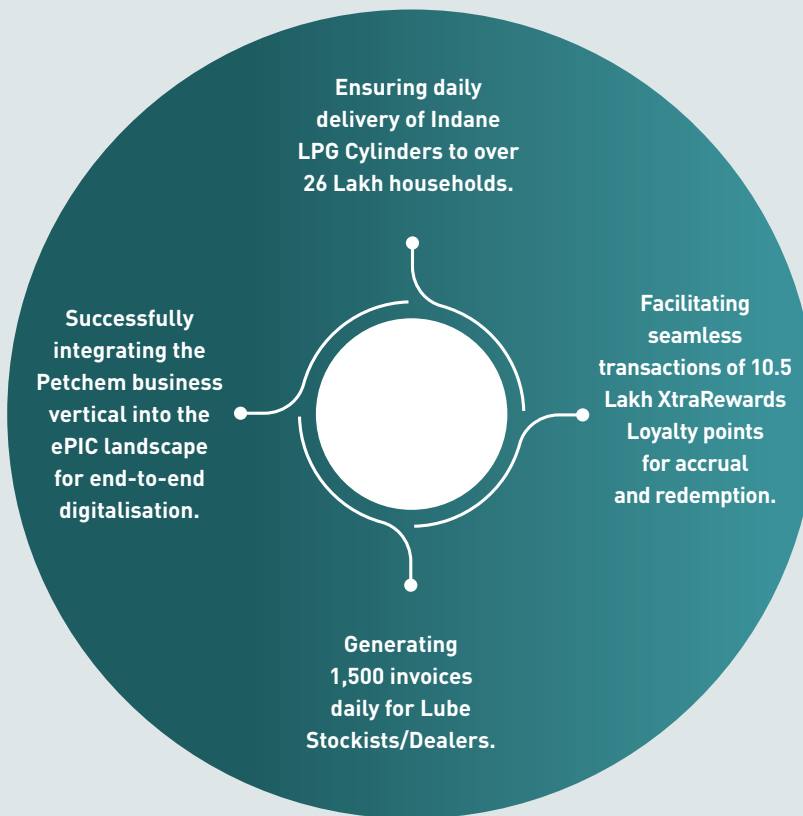 Ensuring daily
delivery of Indane
LPG Cylinders to over
26 Lakh households.
Facilitating
seamless
transactions of 10.5
Lakh XtraRewards
Loyalty points
for accrual
and redemption.
Generating
1,500 invoices
daily for Lube
Stockists/Dealers.
Successfully
integrating the
Petchem business
vertical into the
ePIC landscape
for end-to-end
digitalisation.